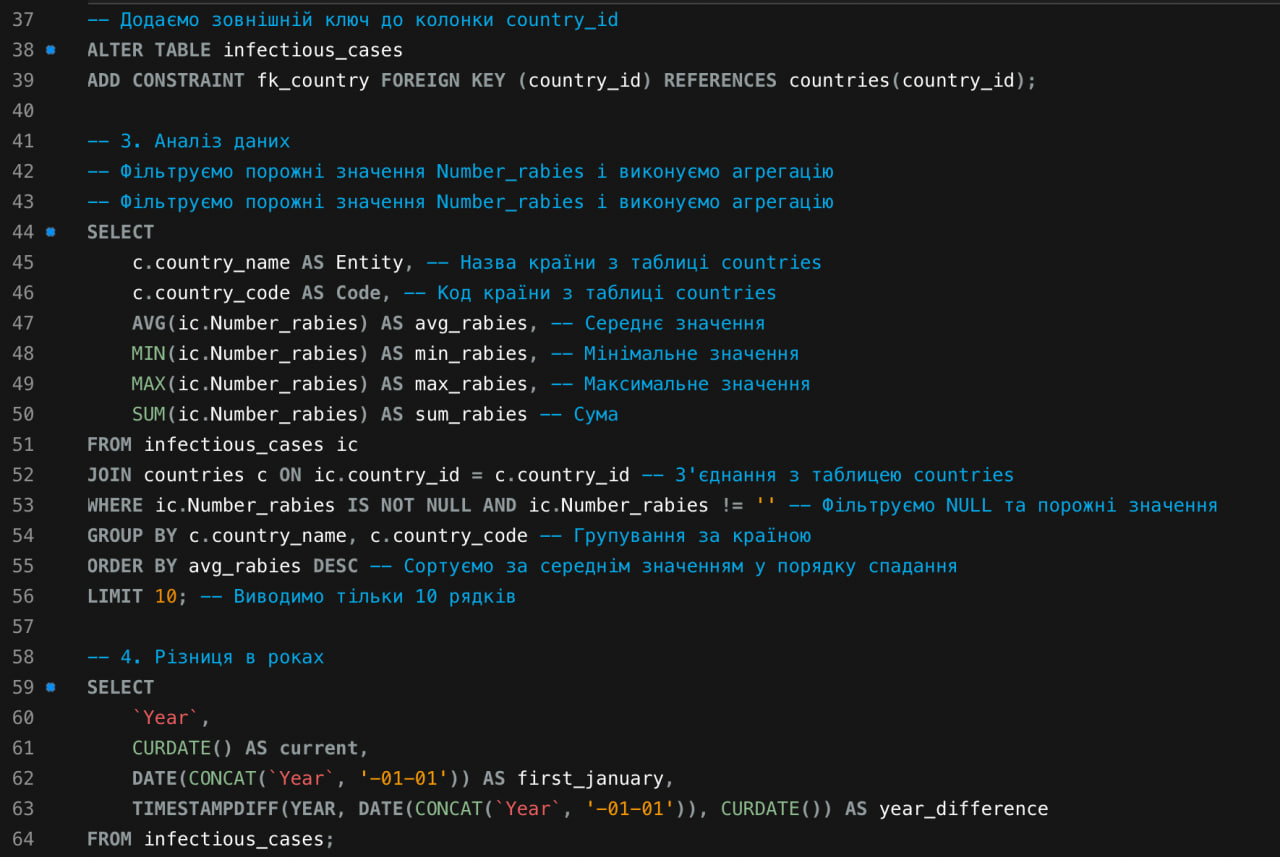 37 -- Додаємо зовнішній ключ до колонки country_id
38 ALTER TABLE infectious_cases
39 ADD CONSTRAINT fk_country FOREIGN KEY (country_id) REFERENCES countries(country_id);
40
41 -- 3. Аналіз даних
42 -- Фільтруємо порожні значення Number_rabies і виконуємо агрегацію
43 -- Фільтруємо порожні значення Number_rabies і виконуємо агрегацію
44 SELECT
45     c.country_name AS Entity, -- Назва країни з таблиці countries
46     c.country_code AS Code, -- Код країни з таблиці countries
47     AVG(ic.Number_rabies) AS avg_rabies, -- Середнє значення
48     MIN(ic.Number_rabies) AS min_rabies, -- Мінімальне значення
49     MAX(ic.Number_rabies) AS max_rabies, -- Максимальне значення
50     SUM(ic.Number_rabies) AS sum_rabies -- Сума
51 FROM infectious_cases ic
52 JOIN countries c ON ic.country_id = c.country_id -- З'єднання з таблицею countries
53 WHERE ic.Number_rabies IS NOT NULL AND ic.Number_rabies != '' -- Фільтруємо NULL та порожні значення
54 GROUP BY c.country_name, c.country_code -- Групування за країною
55 ORDER BY avg_rabies DESC -- Сортуємо за середнім значенням у порядку спадання
56 LIMIT 10; -- Виводимо тільки 10 рядків
57
58 -- 4. Різниця в роках
59 SELECT
60     `Year`,
61     CURDATE() AS current,
62     DATE(CONCAT(`Year`, '-01-01')) AS first_january,
63     TIMESTAMPDIFF(YEAR, DATE(CONCAT(`Year`, '-01-01')), CURDATE()) AS year_difference
64 FROM infectious_cases;